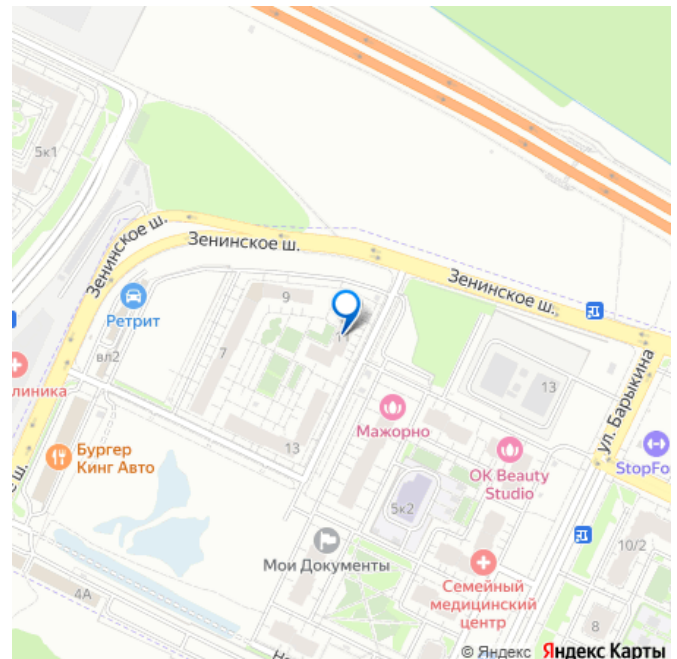 5к1
Зенинское ш.
Зенинское ш.
Зенинское ш.
9
Ретрит
11
вл2
7
13
ул. Барыкина
линика
Мажорно
13
Бургер
Кинг Авто
StopFo
OK Beauty
Studio
е ш.
5к2
10/2
Мои Документы
Семейный
медицинский
центр
4А
8
© Яндекс Яндекс Карты